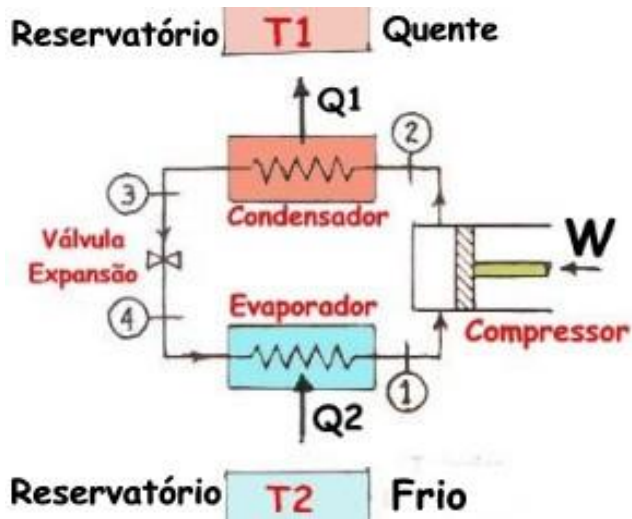 Reservatório T1 Quente
Q1
2
3
Condensador
Válvula
Expansão
W
4
Evaporador
Compressor
1
Q2
Reservatório T2 Frio